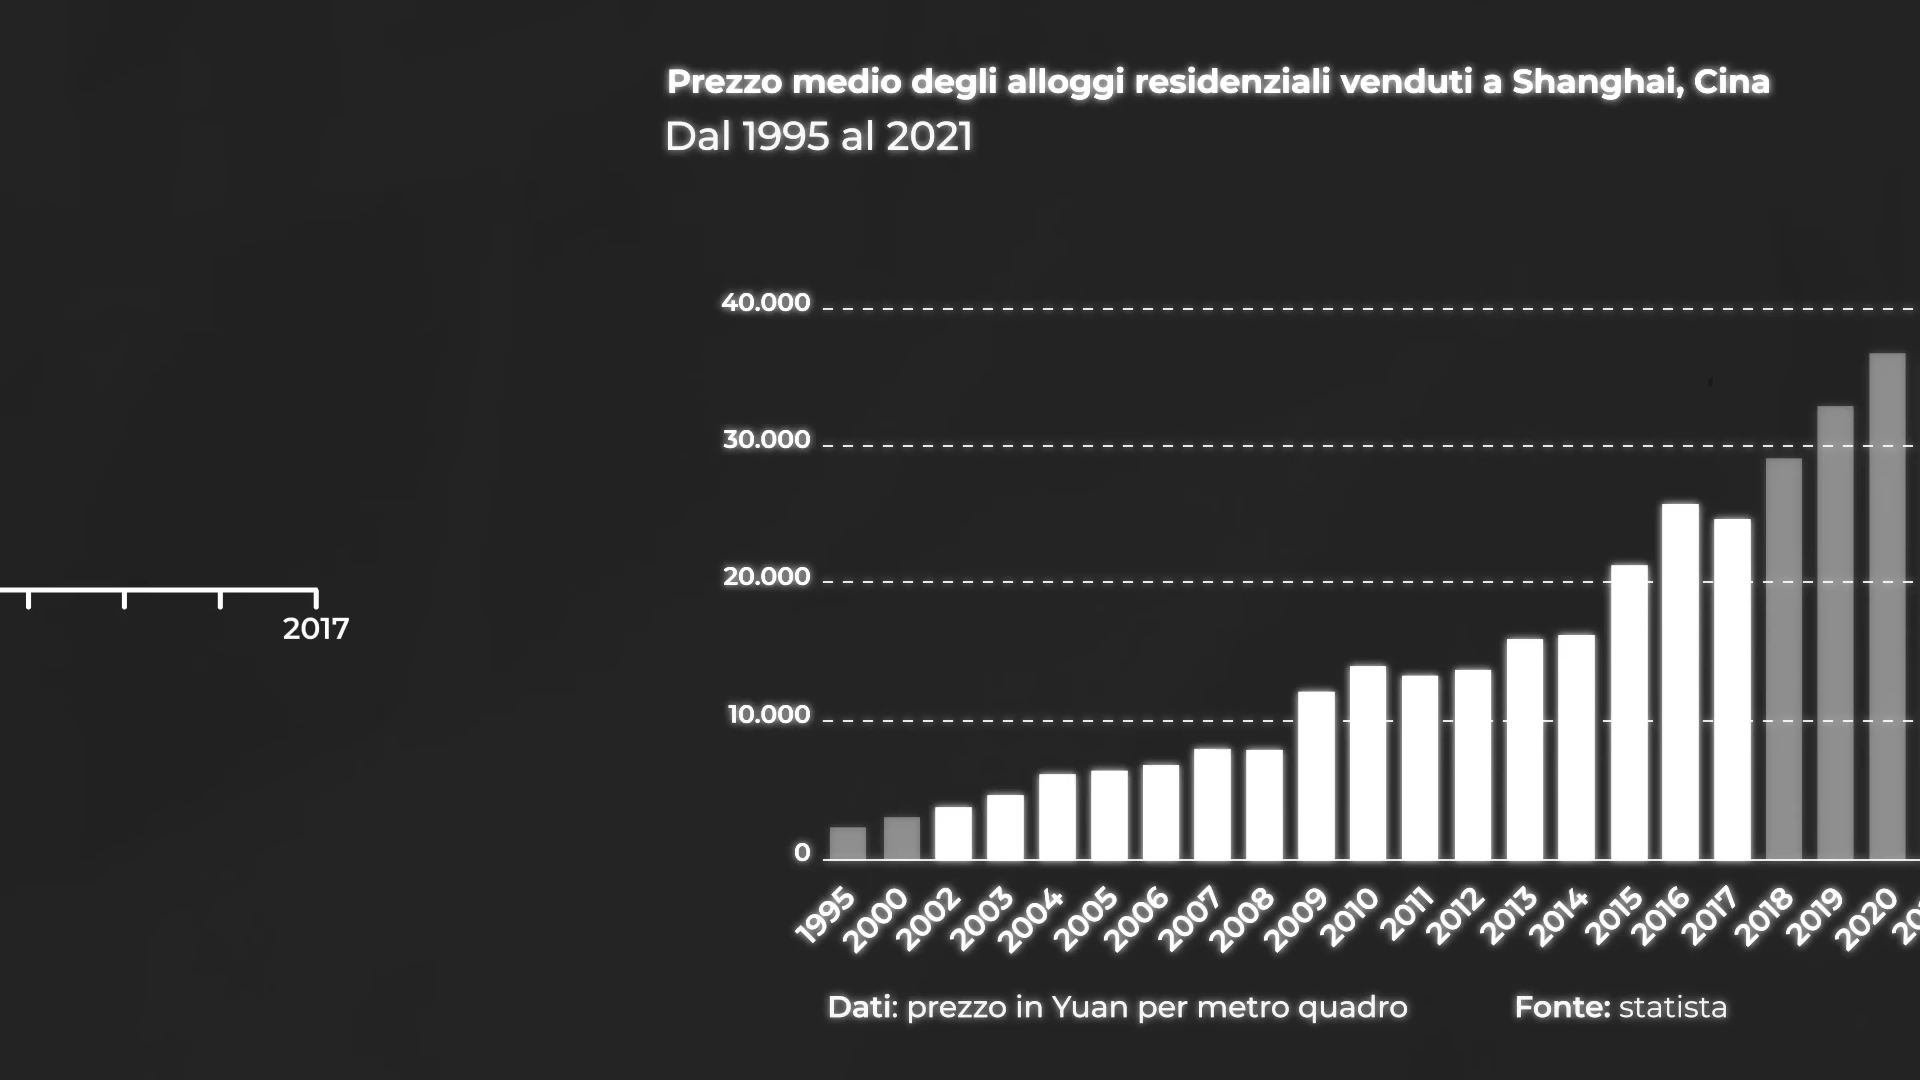 Prezzo medio degli alloggi residenziali venduti a Shanghai, Cina
Dal 1995 al 2021
40.000
30.000
20.000
10.000
0
2017
1995 2000 2002 2003 2004 2005 2006 2007 2008 2009 2010 2011 2012 2013 2014 2015 2016 2017 2018 2019 2020
Dati: prezzo in Yuan per metro quadro
Fonte: statista